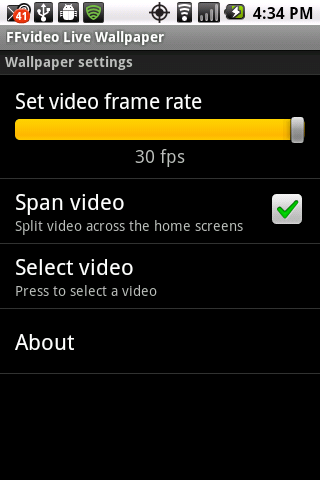 41
4:34 PM
FFvideo Live Wallpaper
Wallpaper settings
Set video frame rate
30 fps
Span video
Split video across the home screens
Select video
Press to select a video
About